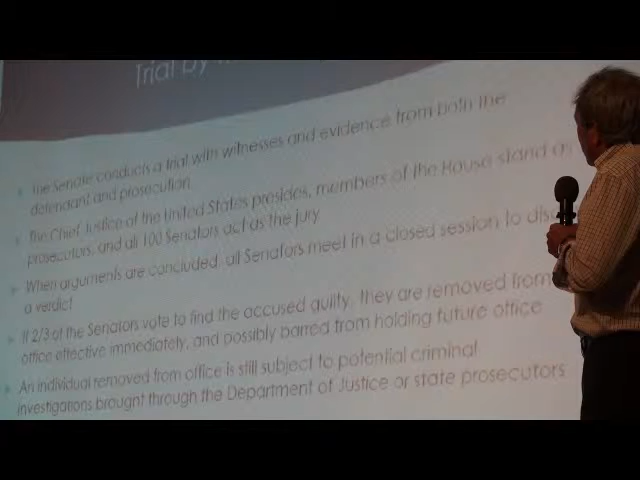 Trial by
The Senate conducts a trial with witnesses and evidence from both the
defendant and prosecution.
The Chief Justice of the United States presides, members of the House stand
prosecutors, and all 100 Senators act as the jury
When arguments are concluded, all Senators meet in a closed session to
a verdict
If 2/3 of the Senators vote to find the accused guilty, they are removed from
office effective immediately, and possibly barred from holding future office
An individual removed from office is still subject to potential criminal
investigations brought through the Department of Justice or state prosecutors